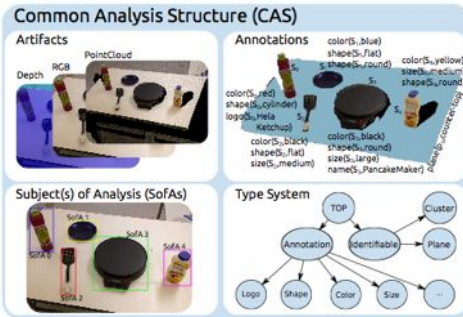 Common Analysis Structure (CAS)
Artifacts
PointCloud
RGB
Depth
Annotations
color(S₁,blue)
shape(S₁,flat)
shape(S₁,round)
color(S₄,yellow)
size(S₄,medium)
shape(S₄,round)
color(S₀,red)
shape(S₀,cylinder)
logo(S₀,Hela
Ketchup)
color(S₂,black)
shape(S₂,flat)
size(S₂,medium)
color(S₃,black)
shape(S₃,round)
size(S₃,large)
name(S₃,PancakeMaker)
Subject(s) of Analysis (SofAs)
SofA 0
SofA 1
SofA 2
SofA 3
SofA 4
Type System
TOP
Cluster
Annotation
Identifiable
Plane
Logo
Shape
Color
Size
...